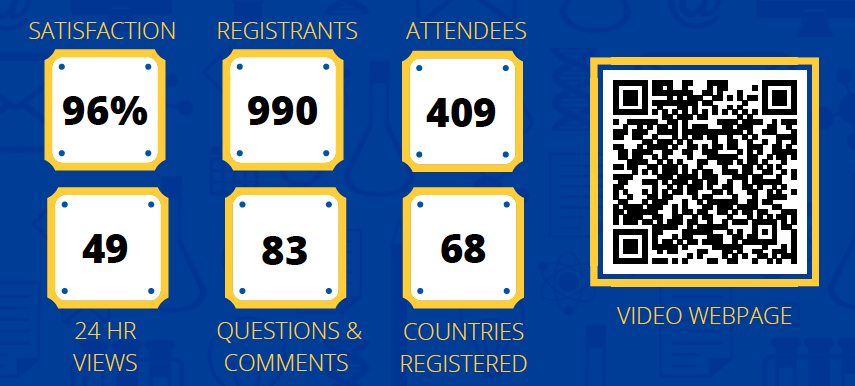 SATISFACTION
REGISTRANTS
ATTENDEES
96%
990
409
49
83
68
24 HR
VIEWS
QUESTIONS &
COMMENTS
COUNTRIES
REGISTERED
VIDEO WEBPAGE